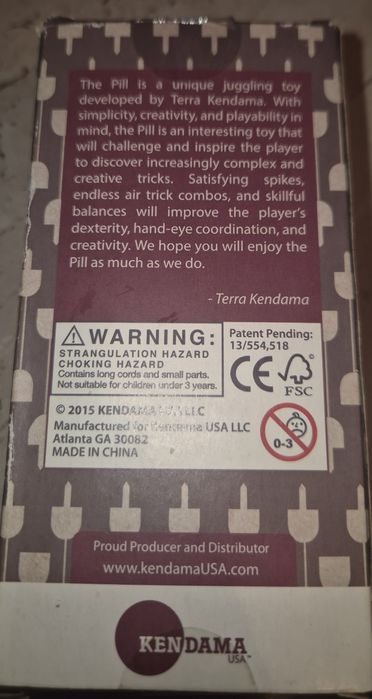 The Pill is a unique juggling toy
developed by Terra Kendama. With
simplicity, creativity, and playability in
mind, the Pill is an interesting toy that
will challenge and inspire the player
to discover increasingly complex and
creative tricks. Satisfying spikes,
endless air trick combos, and skillful
balances will improve the player's
dexterity, hand-eye coordination, and
creativity. We hope you will enjoy the
Pill as much as we do.
- Terra Kendama
WARNING:
STRANGULATION HAZARD
CHOKING HAZARD
Contains long cords and small parts.
Not suitable for children under 3 years.
Patent Pending:
13/554,518
CE
FSC
© 2015 KENDAMA LLC
Manufactured for Kendama USA LLC
Atlanta GA 30082
MADE IN CHINA
0-3
Proud Producer and Distributor
www.kendamaUSA.com
KENDAMA
USA™